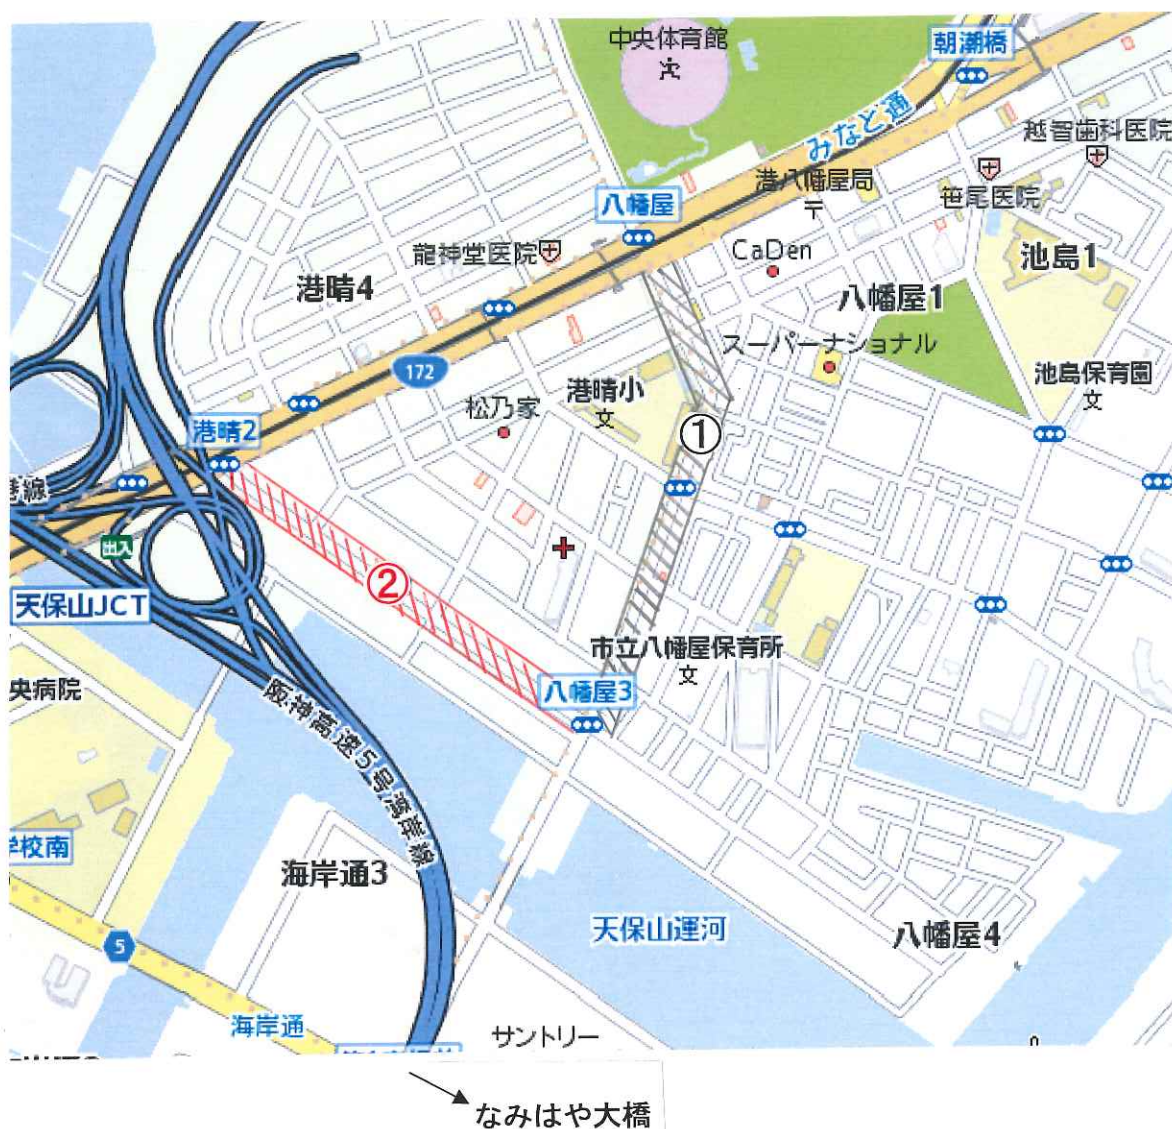 中央体育館
朝潮橋
みなと通
越智歯科医院
港八幡屋局
笹尾医院
八幡屋
龍神堂医院
CaDen
池島1
港晴4
八幡屋1
スーパーナショナル
172
池島保育園
文
港晴小
文
松乃家
①
港晴2
港線
出入
②
天保山JCT
市立八幡屋保育所
文
八幡屋3
央病院
阪神高速5号湾岸線
学校南
海岸通3
天保山運河
八幡屋4
5
海岸通
サントリー
なみはや大橋